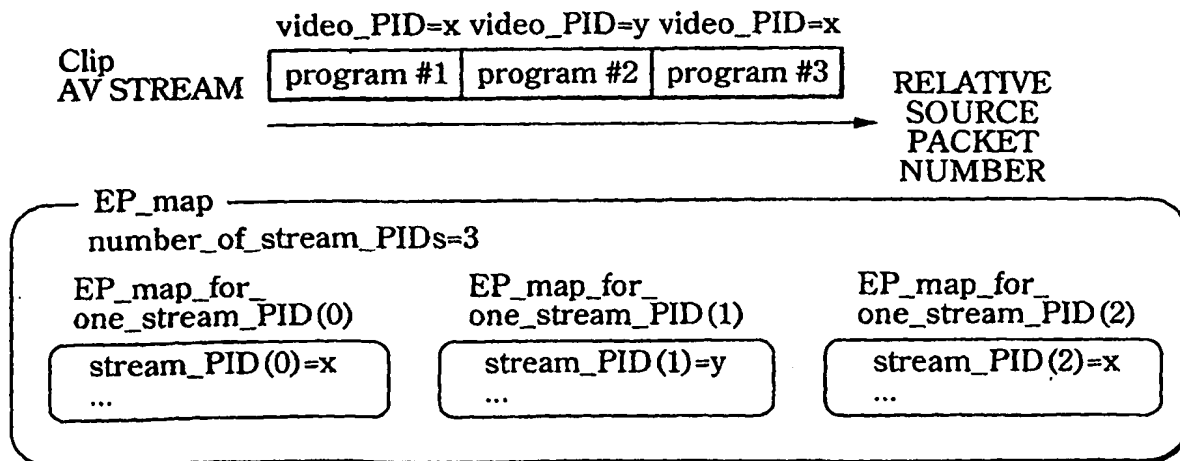 video_PID=x video_PID=y video_PID=x
Clip
AV STREAM
program #1 program #2 program #3
RELATIVE
SOURCE
PACKET
NUMBER
EP_map
number_of_stream_PIDs=3
EP_map_for_
one_stream_PID(0)
stream_PID(0)=x
...
EP_map_for_
one_stream_PID(1)
stream_PID(1)=y
...
EP_map_for_
one_stream_PID(2)
stream_PID(2)=x
...